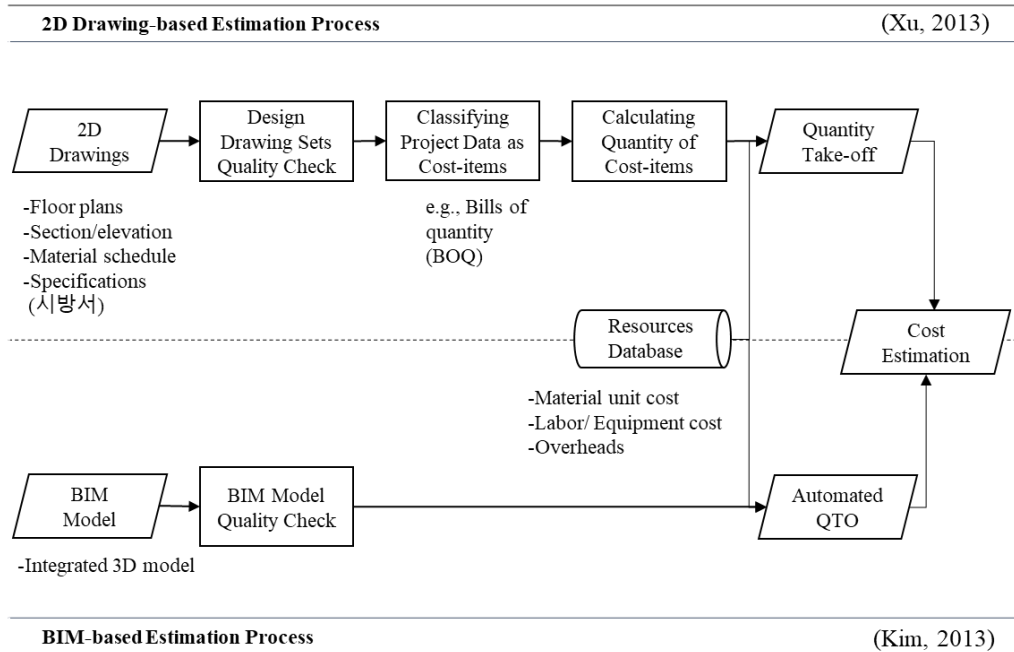 2D Drawing-based Estimation Process
(Xu, 2013)
2D
Drawings
Design
Drawing Sets
Quality Check
Classifying
Project Data as
Cost-items
Calculating
Quantity of
Cost-items
Quantity
Take-off
-Floor plans
-Section/elevation
-Material schedule
-Specifications
(시방서)
e.g., Bills of
quantity
(BOQ)
Resources
Database
Cost
Estimation
-Material unit cost
-Labor/ Equipment cost
-Overheads
BIM
Model
BIM Model
Quality Check
Automated
QTO
-Integrated 3D model
BIM-based Estimation Process
(Kim, 2013)